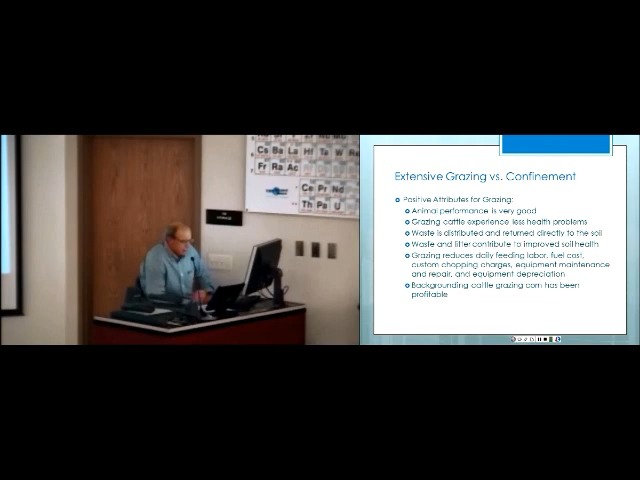 Cs Ba La Hf Ta W Re
Fr Ra Ac
Ce Pr Nd
Th Pa U
Extensive Grazing vs. Confinement
Positive Attributes for Grazing:
Animal performance is very good
Grazing cattle experience less health problems
Waste is distributed and returned directly to the soil
Waste and litter contribute to improved soil health
Grazing reduces daily feeding labor, fuel cost,
custom chopping charges, equipment maintenance
and repair, and equipment depreciation
Backgrounding cattle grazing corn has been
profitable